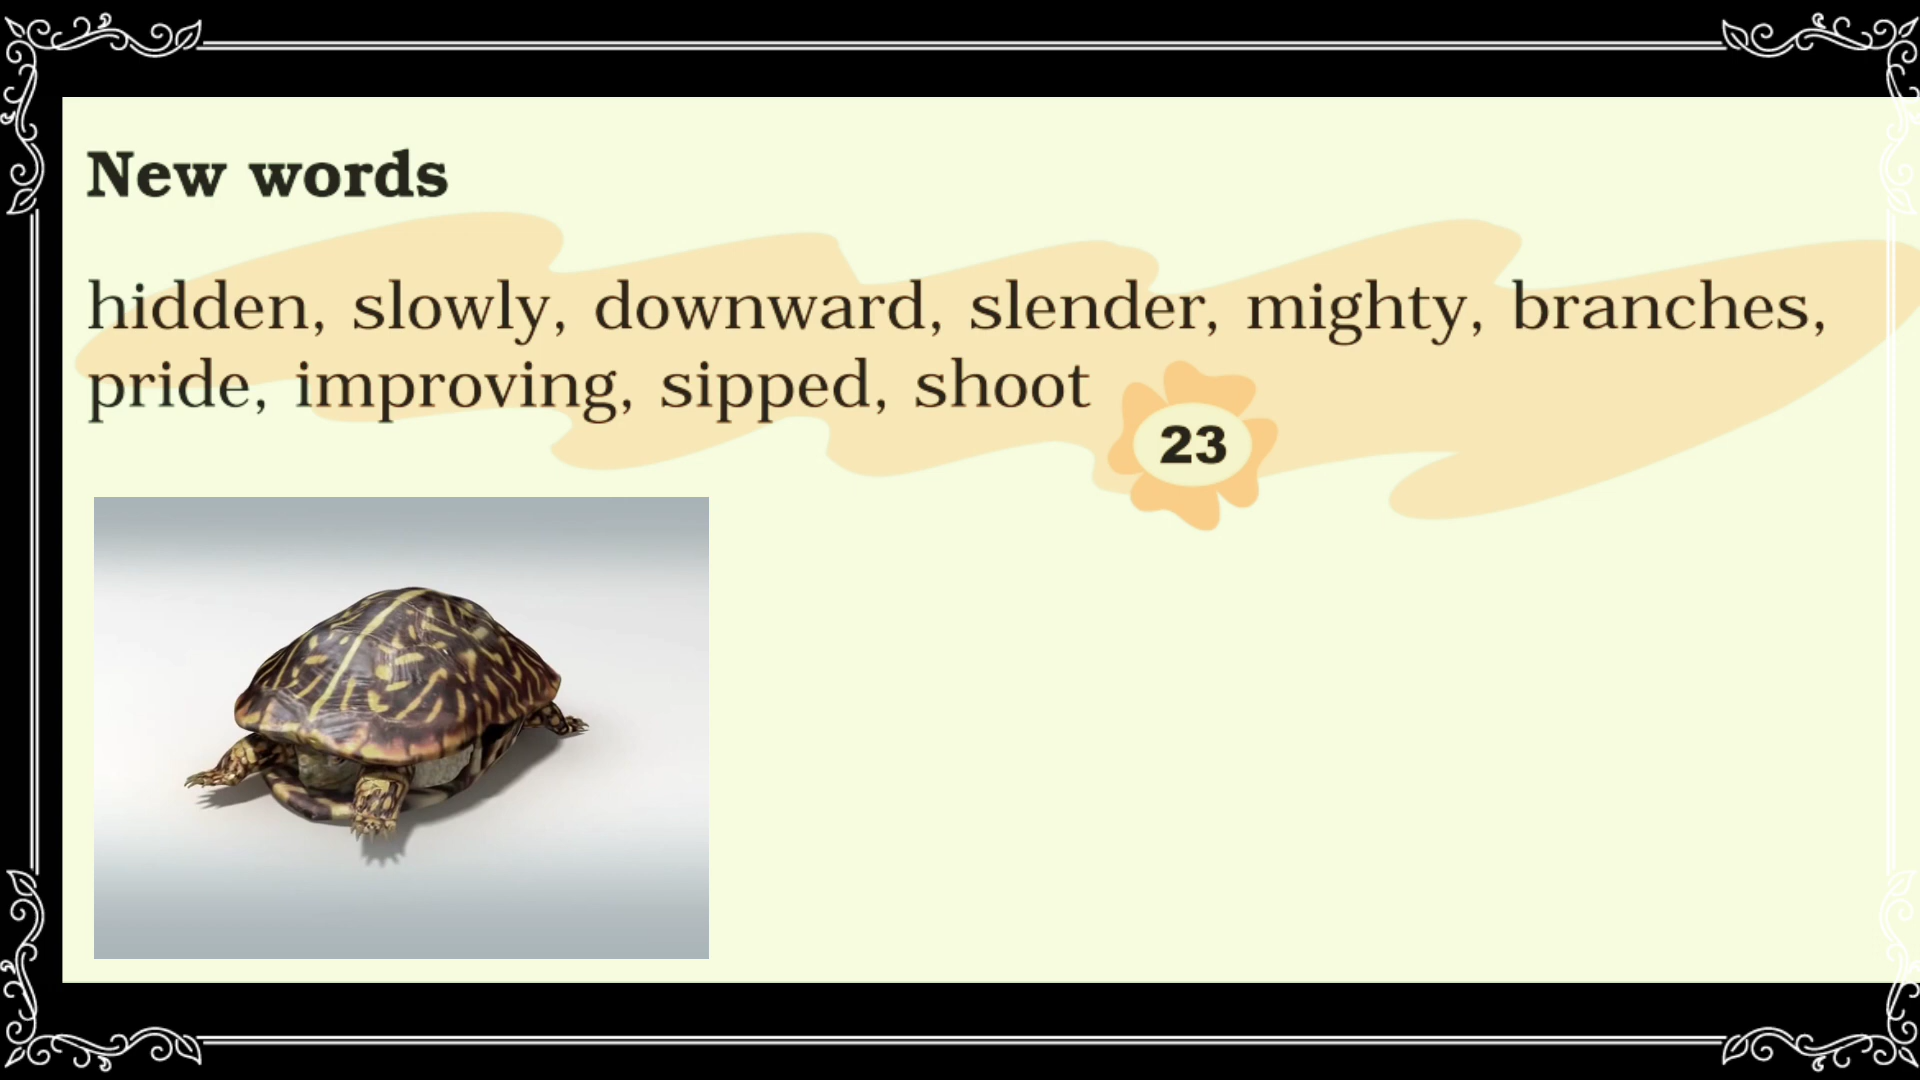 New words
hidden, slowly, downward, slender, mighty, branches,
pride, improving, sipped, shoot
23